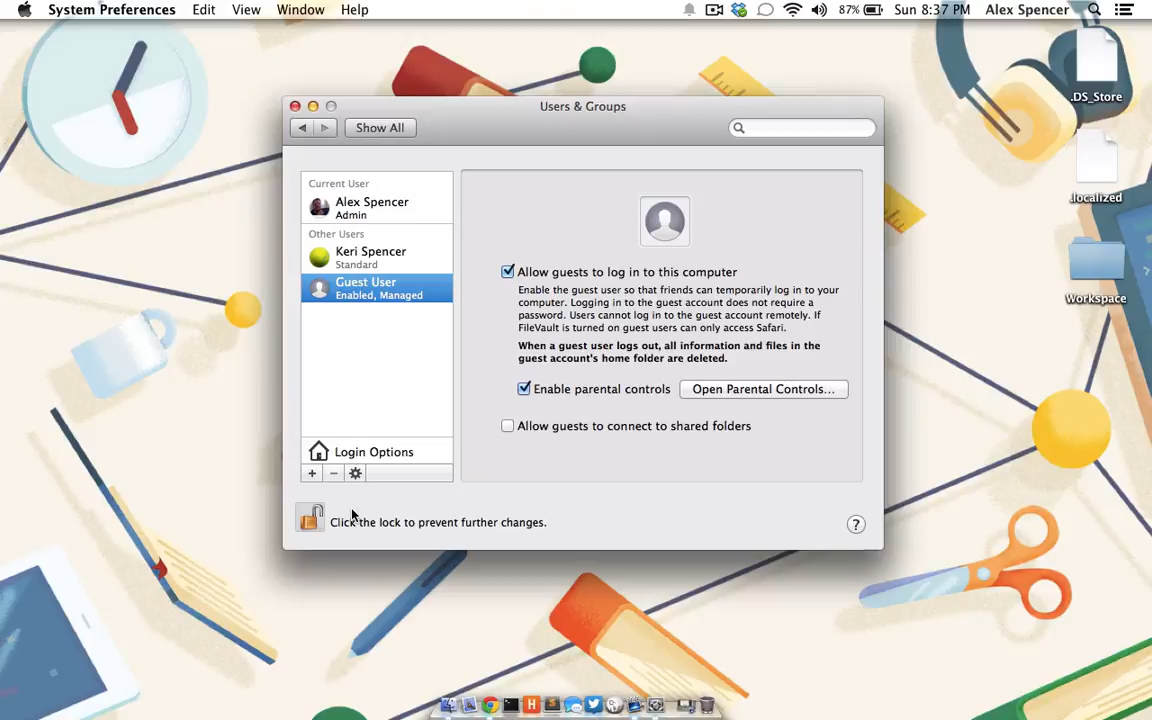 System Preferences Edit View Window Help 87% Sun 8:37 PM Alex Spencer
.DS_Store
.localized
Workspace
Users & Groups
Show All
Current User
Alex Spencer
Admin
Other Users
Keri Spencer
Standard
Guest User
Enabled, Managed
Login Options
+ −
Allow guests to log in to this computer
Enable the guest user so that friends can temporarily log in to your
computer. Logging in to the guest account does not require a
password. Users cannot log in to the guest account remotely. If
FileVault is turned on guest users can only access Safari.
When a guest user logs out, all information and files in the
guest account's home folder are deleted.
Enable parental controls Open Parental Controls...
Allow guests to connect to shared folders
Click the lock to prevent further changes.
?
H